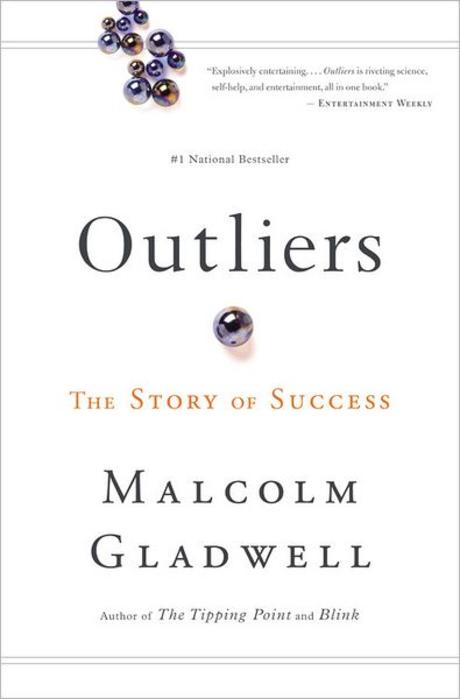 “Explosively entertaining. . . . Outliers is riveting science,
self-help, and entertainment, all in one book.”
— Entertainment Weekly
#1 National Bestseller
Outliers
The Story of Success
Malcolm
Gladwell
Author of The Tipping Point and Blink